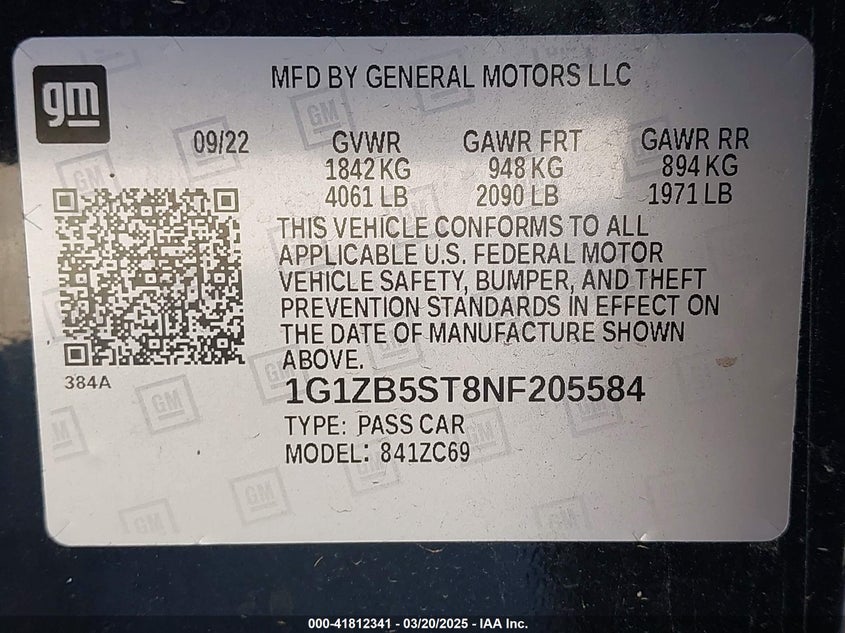 gm
MFD BY GENERAL MOTORS LLC
09/22 GVWR GAWR FRT GAWR RR
1842 KG 948 KG 894 KG
4061 LB 2090 LB 1971 LB
THIS VEHICLE CONFORMS TO ALL
APPLICABLE U.S. FEDERAL MOTOR
VEHICLE SAFETY, BUMPER, AND THEFT
PREVENTION STANDARDS IN EFFECT ON
THE DATE OF MANUFACTURE SHOWN
ABOVE.
384A
1G1ZB5ST8NF205584
TYPE: PASS CAR
MODEL: 841ZC69
000-41812341 - 03/20/2025 - IAA Inc.